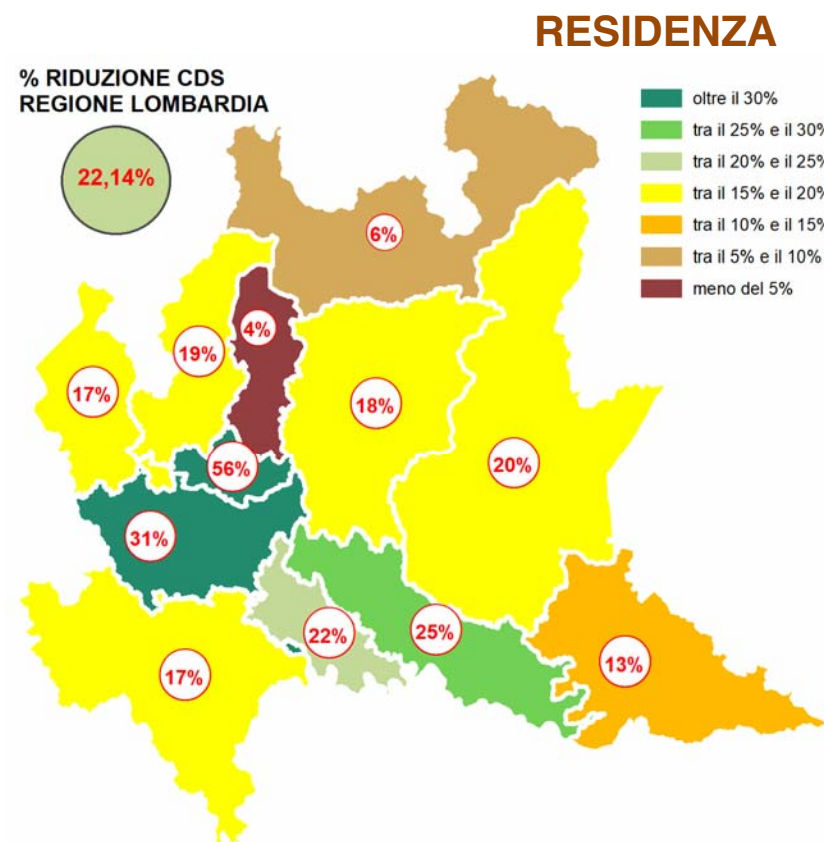 RESIDENZA
% RIDUZIONE CDS
REGIONE LOMBARDIA
22,14%
oltre il 30%
tra il 25% e il 30%
tra il 20% e il 25%
tra il 15% e il 20%
tra il 10% e il 15%
tra il 5% e il 10%
meno del 5%
6%
4%
19%
17%
18%
56%
20%
31%
22%
25%
13%
17%